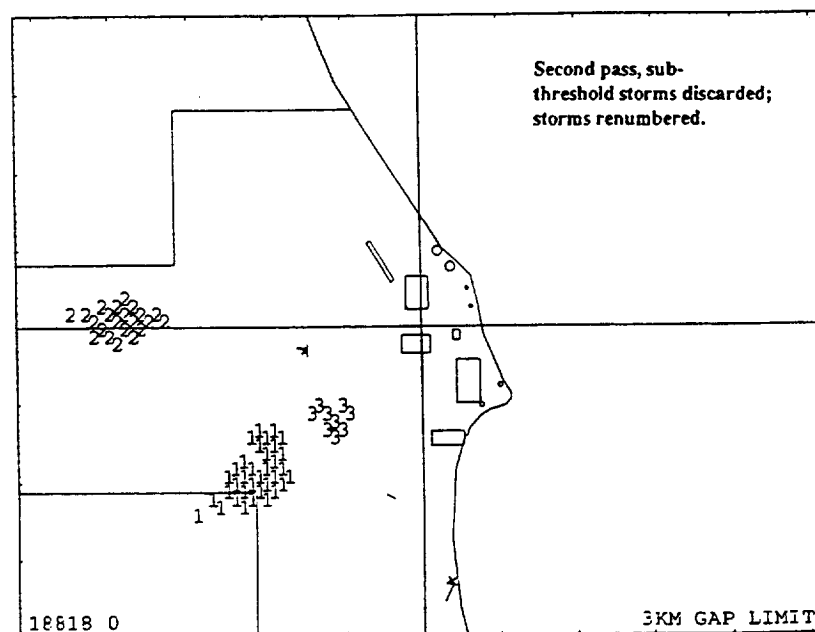 Second pass, sub-
threshold storms discarded;
storms renumbered.
18818 0
3KM GAP LIMIT